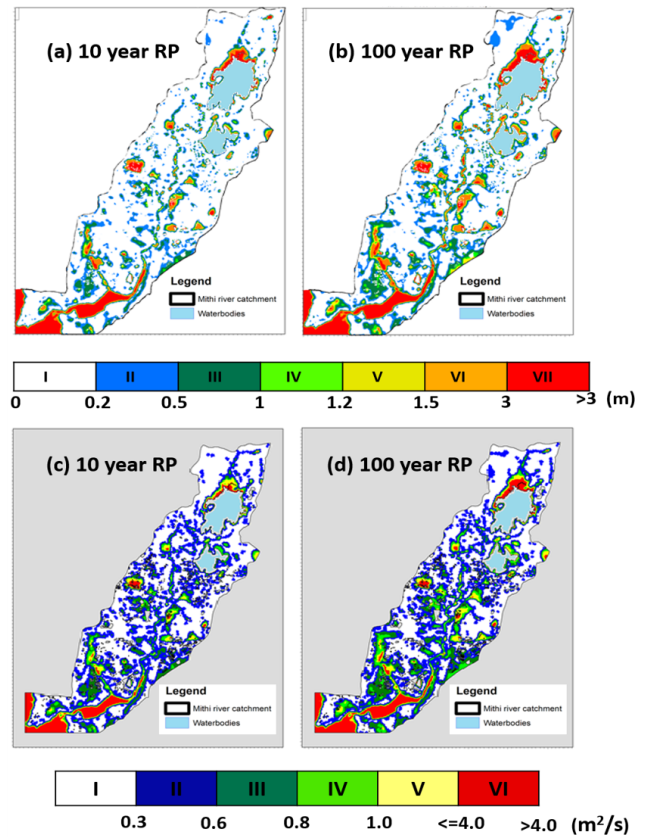 (a) 10 year RP
(b) 100 year RP
Legend
Mithi river catchment
Waterbodies
Legend
Mithi river catchment
Waterbodies
I II III IV V VI VII
0 0.2 0.5 1 1.2 1.5 3 >3 (m)
(c) 10 year RP
(d) 100 year RP
Legend
Mithi river catchment
Waterbodies
Legend
Mithi river catchment
Waterbodies
I II III IV V VI
0.3 0.6 0.8 1.0 <=4.0 >4.0 (m²/s)